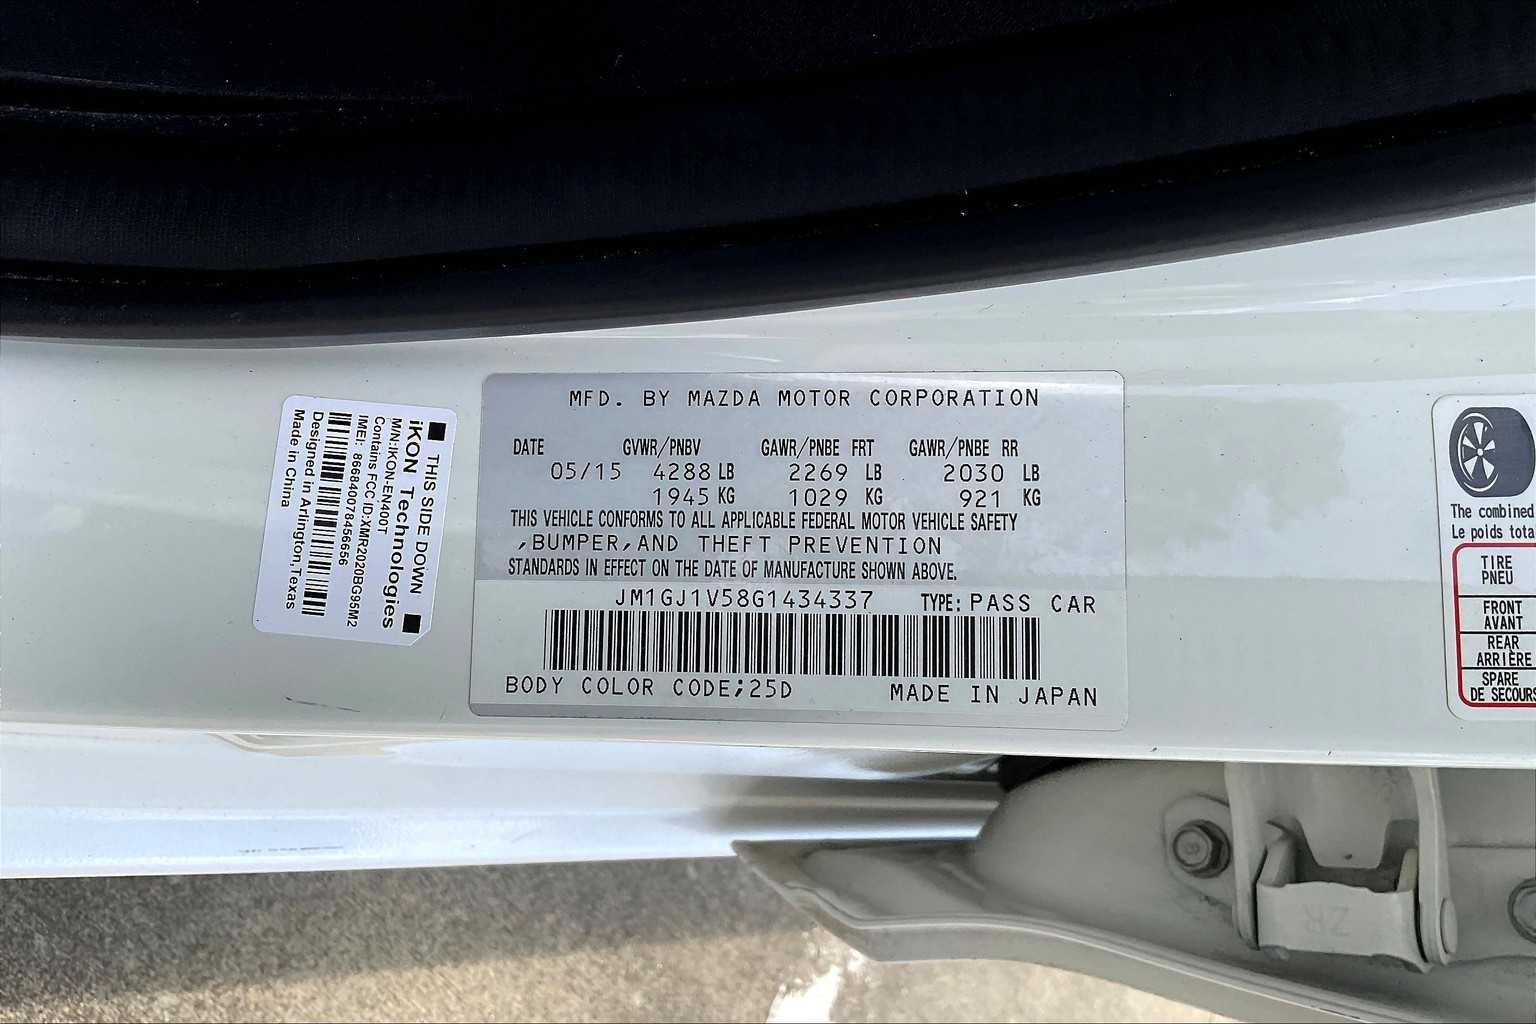 THIS SIDE DOWN
iKON Technologies
M/N:IKON-EN400T
Contains FCC ID:XMR2020BG95M2
IMEI: 866840078456656
Designed in Arlington,Texas
Made in China
MFD. BY MAZDA MOTOR CORPORATION
DATE GVWR/PNBV GAWR/PNBE FRT GAWR/PNBE RR
05/15 4288 LB 2269 LB 2030 LB
1945 KG 1029 KG 921 KG
THIS VEHICLE CONFORMS TO ALL APPLICABLE FEDERAL MOTOR VEHICLE SAFETY
,BUMPER,AND THEFT PREVENTION
STANDARDS IN EFFECT ON THE DATE OF MANUFACTURE SHOWN ABOVE.
JM1GJ1V58G1434337 TYPE: PASS CAR
BODY COLOR CODE;25D MADE IN JAPAN
The combined
Le poids tota
TIRE
PNEU
FRONT
AVANT
REAR
ARRIÈRE
SPARE
DE SECOURS
ZR